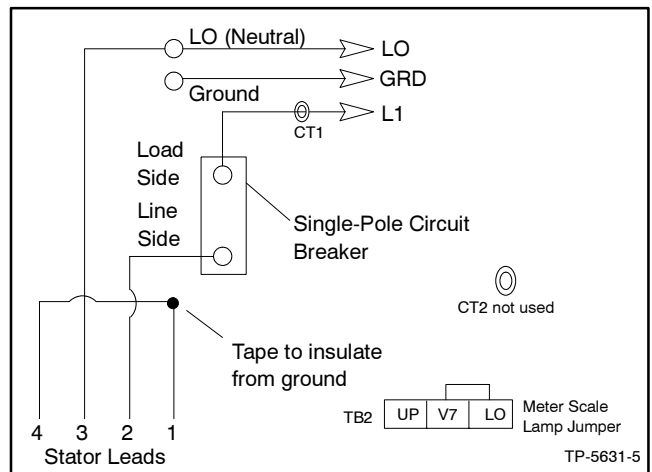 LO (Neutral)
LO
GRD
Ground
L1
CT1
Load
Side
Line
Side
Single-Pole Circuit
Breaker
CT2 not used
Tape to insulate
from ground
TB2 UP V7 LO
Meter Scale
Lamp Jumper
4 3 2 1
Stator Leads
TP-5631-5